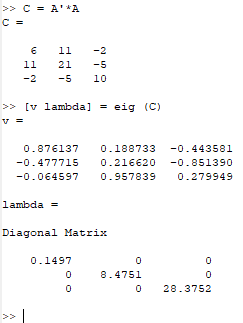 >> C = A'*A
C =
6 11 -2
11 21 -5
-2 -5 10
>> [v lambda] = eig (C)
v =
0.876137 0.188733 -0.443581
-0.477715 0.216620 -0.851390
-0.064597 0.957839 0.279949
lambda =
Diagonal Matrix
0.1497 0 0
0 8.4751 0
0 0 28.3752
>>